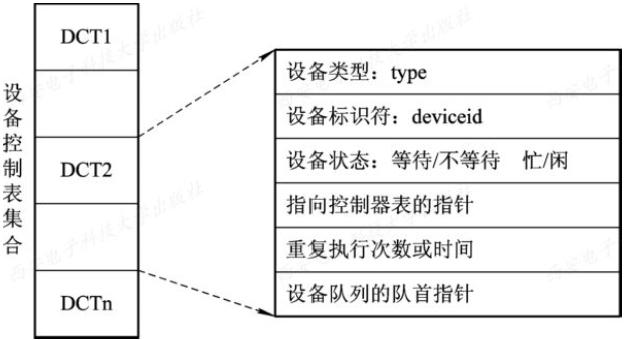 设备控制表集合
DCT1
DCT2
DCTn
设备类型：type
设备标识符：deviceid
设备状态：等待/不等待 忙/闲
指向控制器表的指针
重复执行次数或时间
设备队列的队首指针
西安电子科技大学出版社